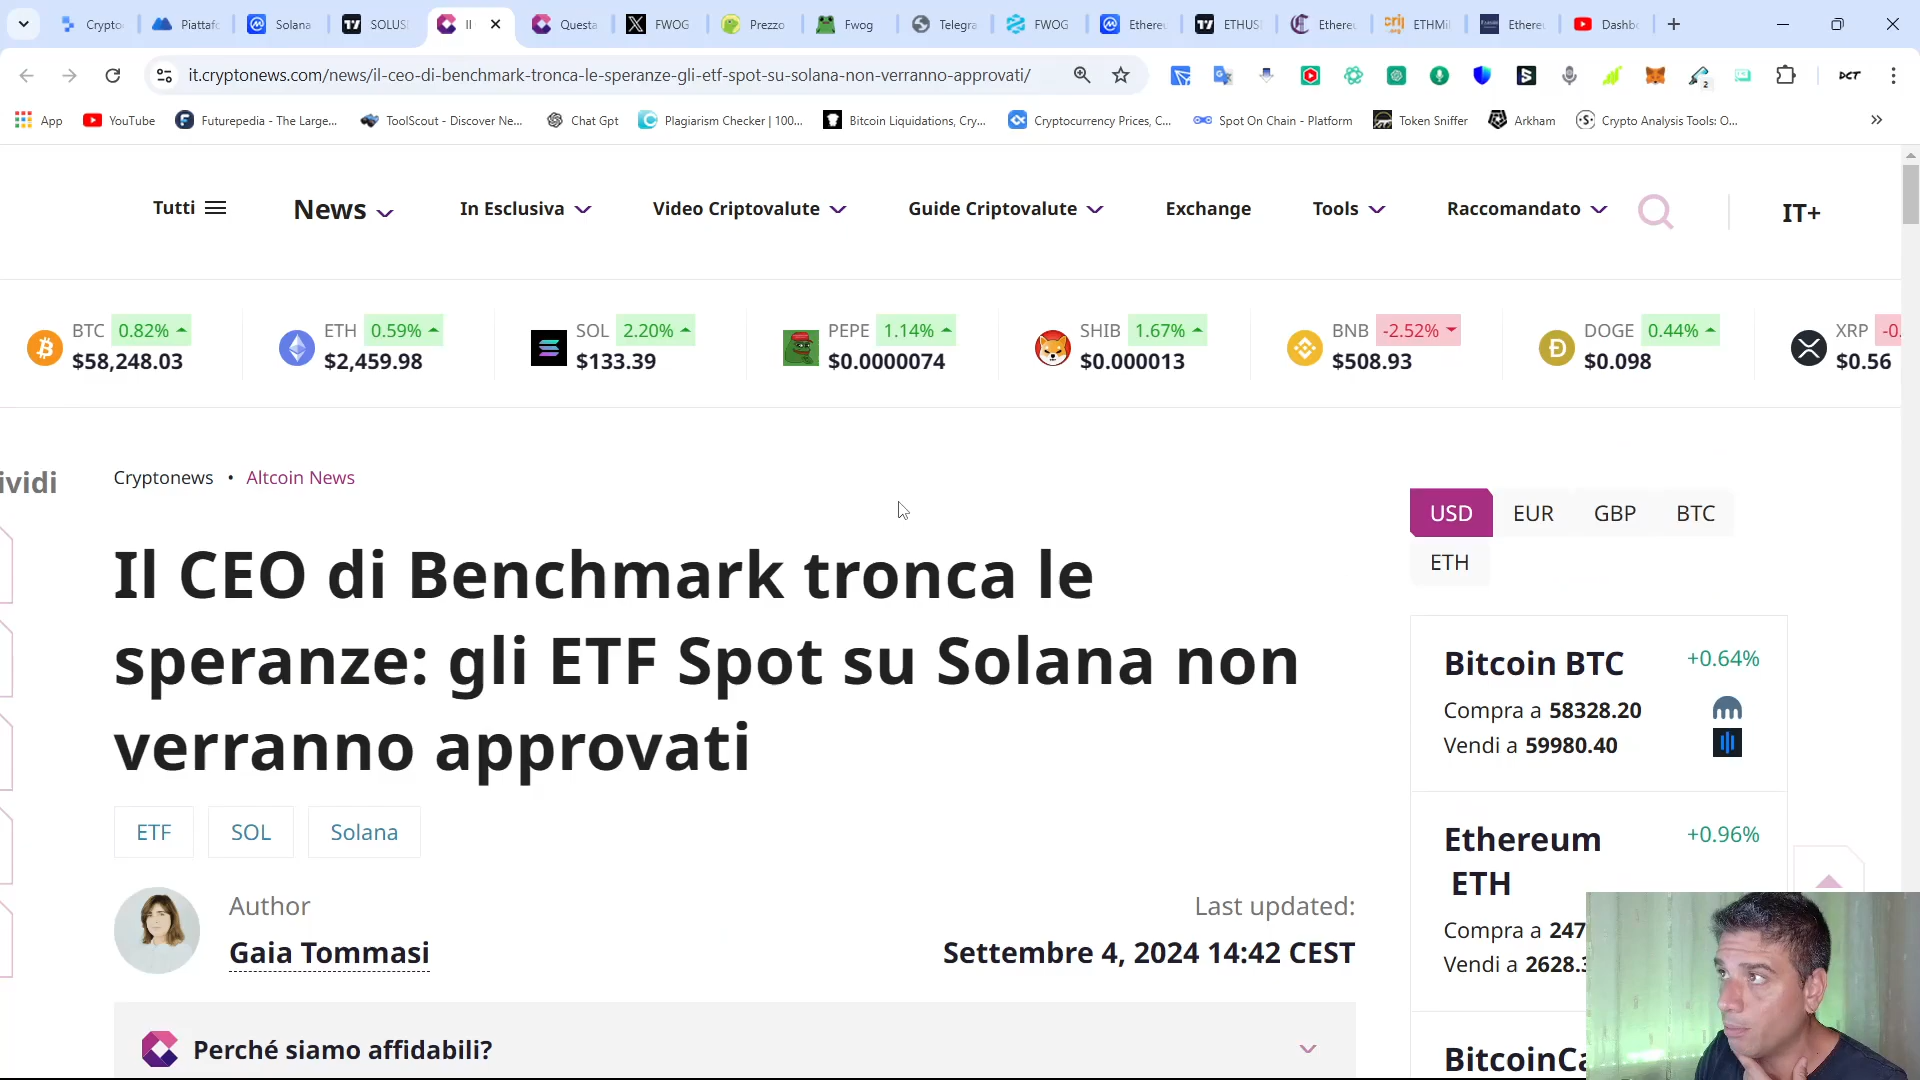 Crypto
Piattafo
Solana
SOLUS
Il
Questa
FWOG
Prezzo
Fwog
Telegra
FWOG
Ethere
ETHUS
Ethere
ETHMi
Ethere
Dashb
it.cryptonews.com/news/il-ceo-di-benchmark-tronca-le-speranze-gli-etf-spot-su-solana-non-verranno-approvati/
App
YouTube
Futurepedia - The Large...
ToolScout - Discover Ne...
Chat Gpt
Plagiarism Checker | 100...
Bitcoin Liquidations, Cry...
Cryptocurrency Prices, C...
Spot On Chain - Platform
Token Sniffer
Arkham
Crypto Analysis Tools: O...
Tutti
News
In Esclusiva
Video Criptovalute
Guide Criptovalute
Exchange
Tools
Raccomandato
IT+
BTC 0.82%
$58,248.03
ETH 0.59%
$2,459.98
SOL 2.20%
$133.39
PEPE 1.14%
$0.0000074
SHIB 1.67%
$0.000013
BNB -2.52%
$508.93
DOGE 0.44%
$0.098
XRP -0.
$0.56
ividi
Cryptonews • Altcoin News
Il CEO di Benchmark tronca le
speranze: gli ETF Spot su Solana non
verranno approvati
ETF
SOL
Solana
Author
Gaia Tommasi
Last updated:
Settembre 4, 2024 14:42 CEST
Perché siamo affidabili?
USD
EUR
GBP
BTC
ETH
Bitcoin BTC +0.64%
Compra a 58328.20
Vendi a 59980.40
Ethereum +0.96%
ETH
Compra a 247
Vendi a 2628.3
BitcoinCa